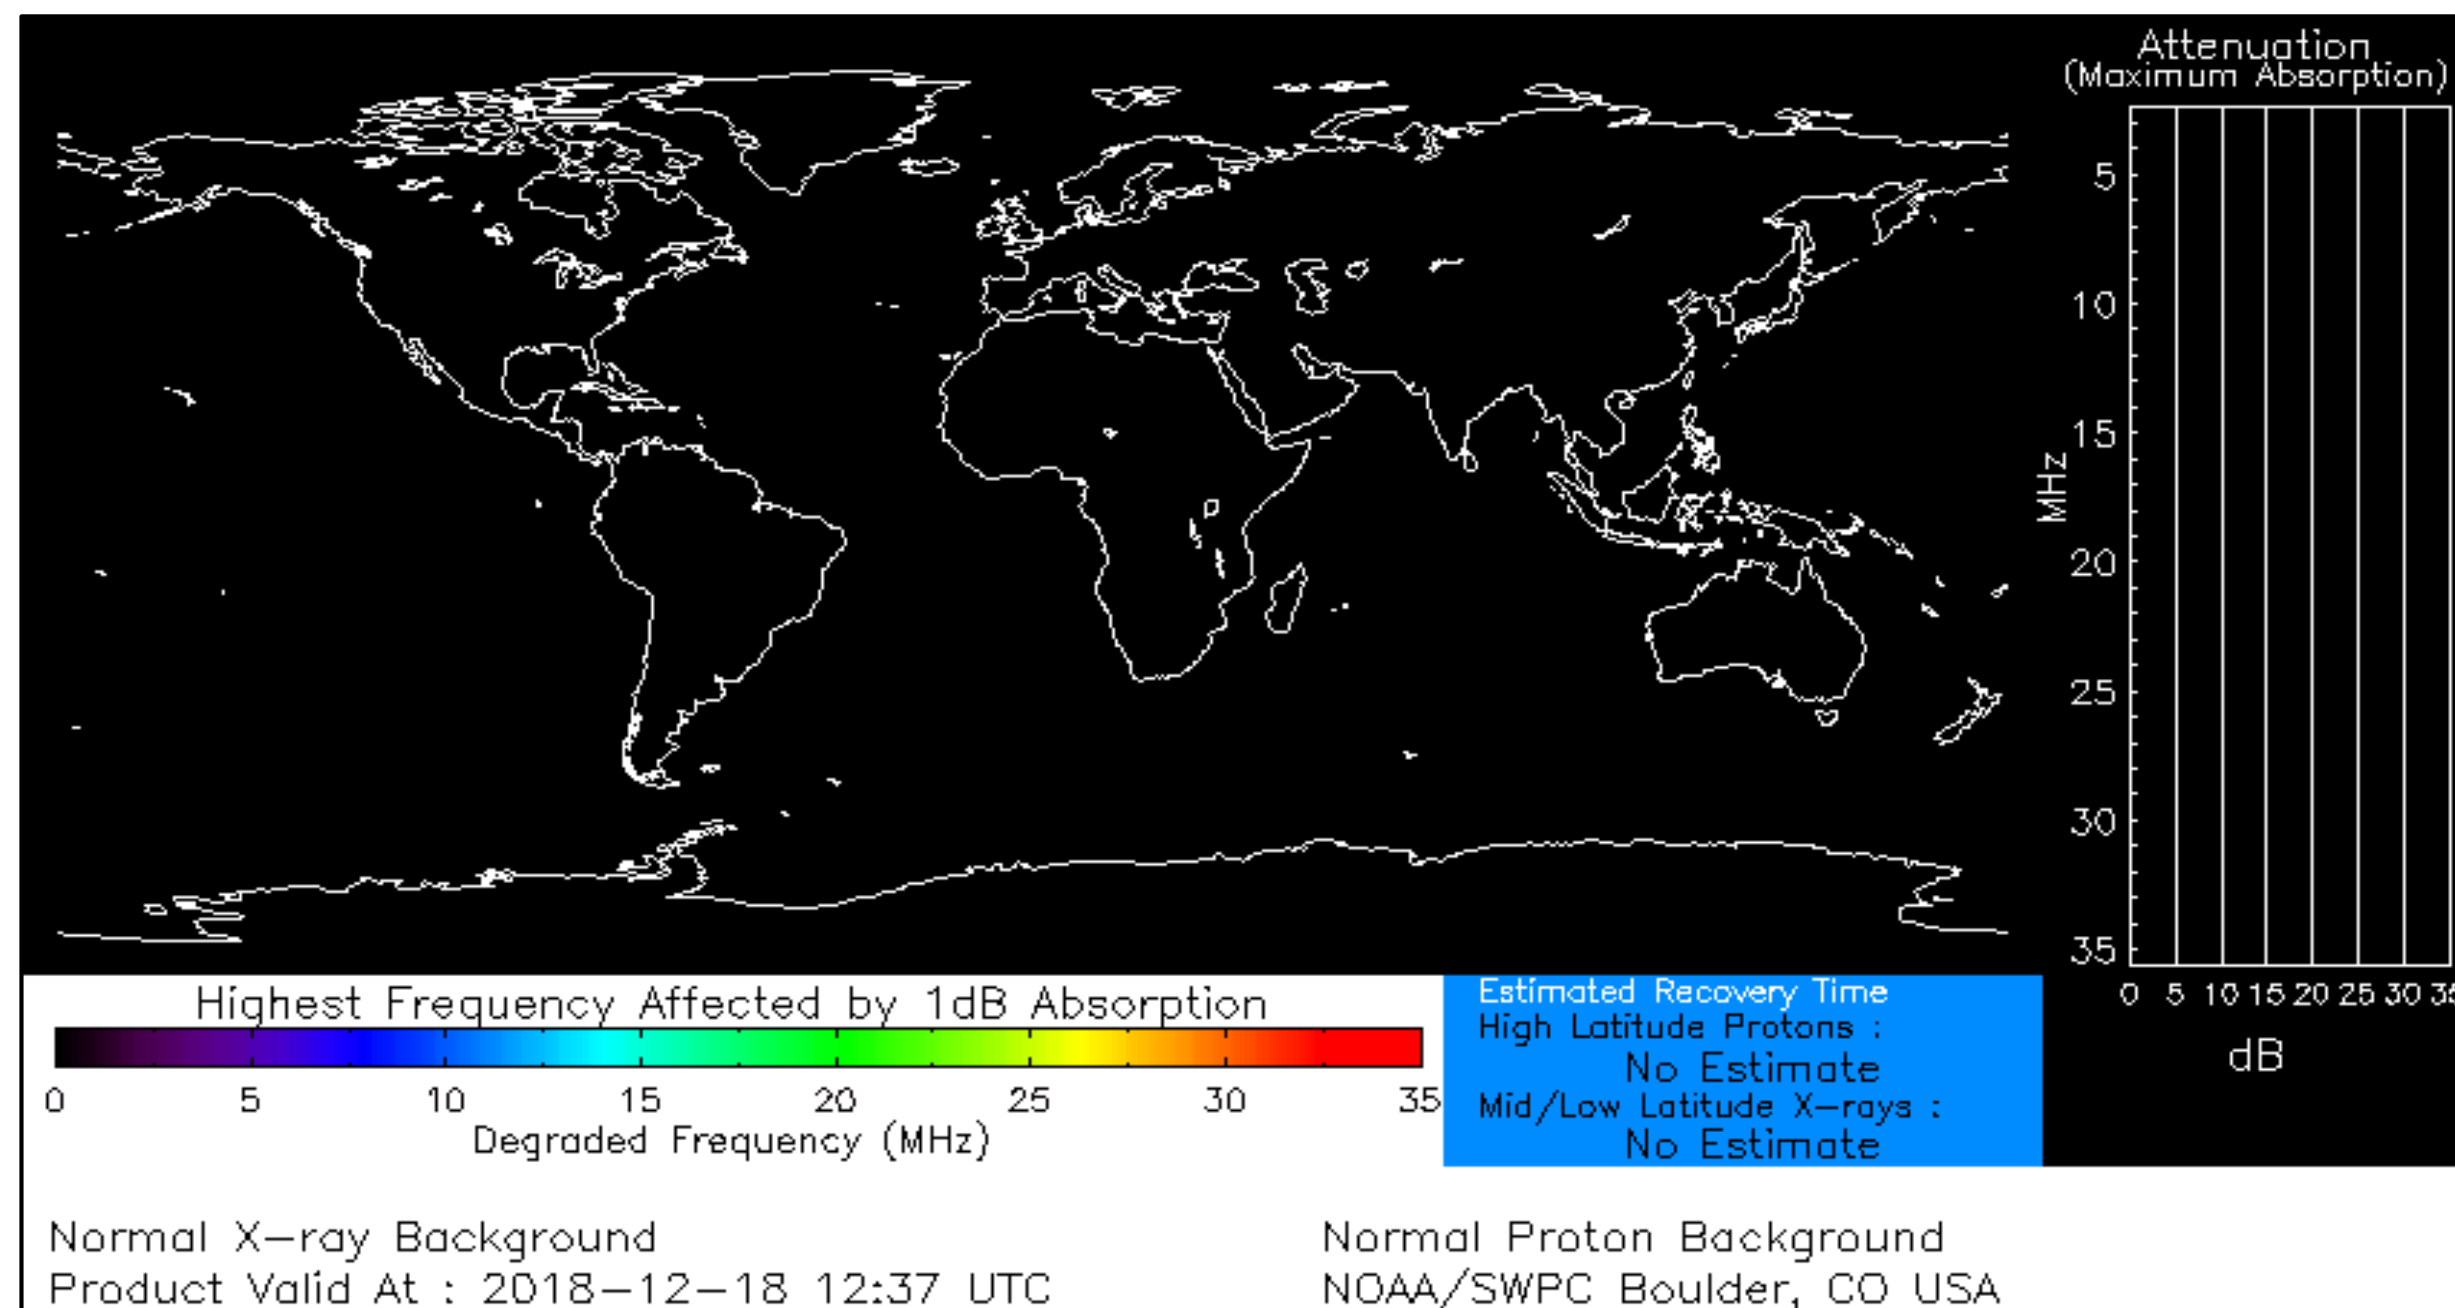 Attenuation
(Maximum Absorption)
5
10
15
20
25
30
35
MHz
0 5 10 15 20 25 30
dB
Highest Frequency Affected by 1dB Absorption
0 5 10 15 20 25 30 35
Degraded Frequency (MHz)
Estimated Recovery Time
High Latitude Protons :
No Estimate
Mid/Low Latitude X-rays :
No Estimate
Normal X-ray Background
Normal Proton Background
Product Valid At : 2018-12-18 12:37 UTC
NOAA/SWPC Boulder, CO USA